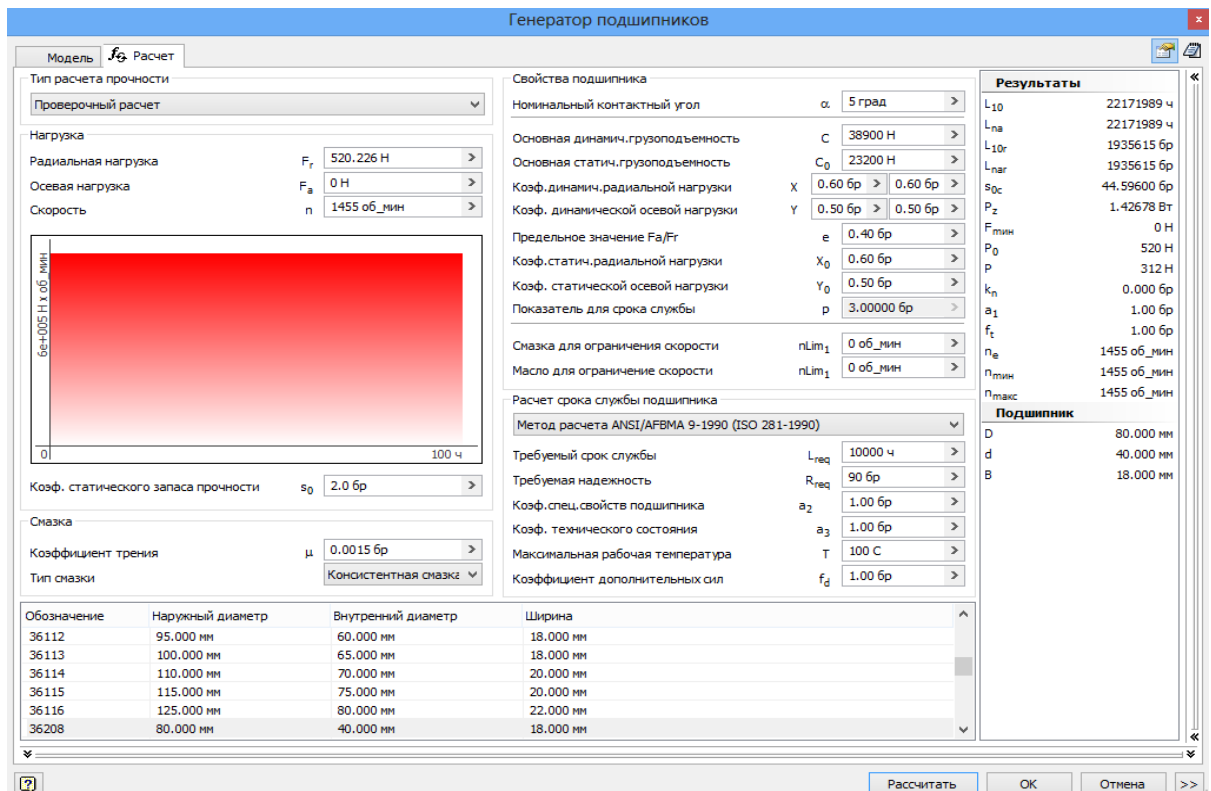 Генератор подшипников
x
Модель
fG Расчет
Тип расчета прочности
Проверочный расчет
Нагрузка
Радиальная нагрузка Fr 520.226 Н >
Осевая нагрузка Fa 0 Н >
Скорость n 1455 об_мин >
6e+005 Н x об_мин
0 100 ч
Коэф. статического запаса прочности s0 2.0 бр >
Смазка
Коэффициент трения μ 0.0015 бр >
Тип смазки Консистентная смазка
Свойства подшипника
Номинальный контактный угол α 5 град >
Основная динамич.грузоподъемность C 38900 Н >
Основная статич.грузоподъемность C0 23200 Н >
Коэф.динамич.радиальной нагрузки X 0.60 бр > 0.60 бр >
Коэф. динамической осевой нагрузки Y 0.50 бр > 0.50 бр >
Предельное значение Fa/Fr e 0.40 бр >
Коэф.статич.радиальной нагрузки X0 0.60 бр >
Коэф. статической осевой нагрузки Y0 0.50 бр >
Показатель для срока службы p 3.00000 бр >
Смазка для ограничения скорости nLim1 0 об_мин >
Масло для ограничение скорости nLim1 0 об_мин >
Расчет срока службы подшипника
Метод расчета ANSI/AFBMA 9-1990 (ISO 281-1990)
Требуемый срок службы Lreq 10000 ч >
Требуемая надежность Rreq 90 бр >
Коэф.спец.свойств подшипника a2 1.00 бр >
Коэф. технического состояния a3 1.00 бр >
Максимальная рабочая температура T 100 C >
Коэффициент дополнительных сил fd 1.00 бр >
Результаты
L10 22171989 ч
Lna 22171989 ч
L10r 1935615 бр
Lnar 1935615 бр
s0c 44.59600 бр
Pz 1.42678 Вт
Fмин 0 Н
P0 520 Н
P 312 Н
kn 0.000 бр
a1 1.00 бр
ft 1.00 бр
ne 1455 об_мин
nмин 1455 об_мин
nмакс 1455 об_мин
Подшипник
D 80.000 мм
d 40.000 мм
B 18.000 мм
Обозначение Наружный диаметр Внутренний диаметр Ширина
36112 95.000 мм 60.000 мм 18.000 мм
36113 100.000 мм 65.000 мм 18.000 мм
36114 110.000 мм 70.000 мм 20.000 мм
36115 115.000 мм 75.000 мм 20.000 мм
36116 125.000 мм 80.000 мм 22.000 мм
36208 80.000 мм 40.000 мм 18.000 мм
? Рассчитать OK Отмена >>